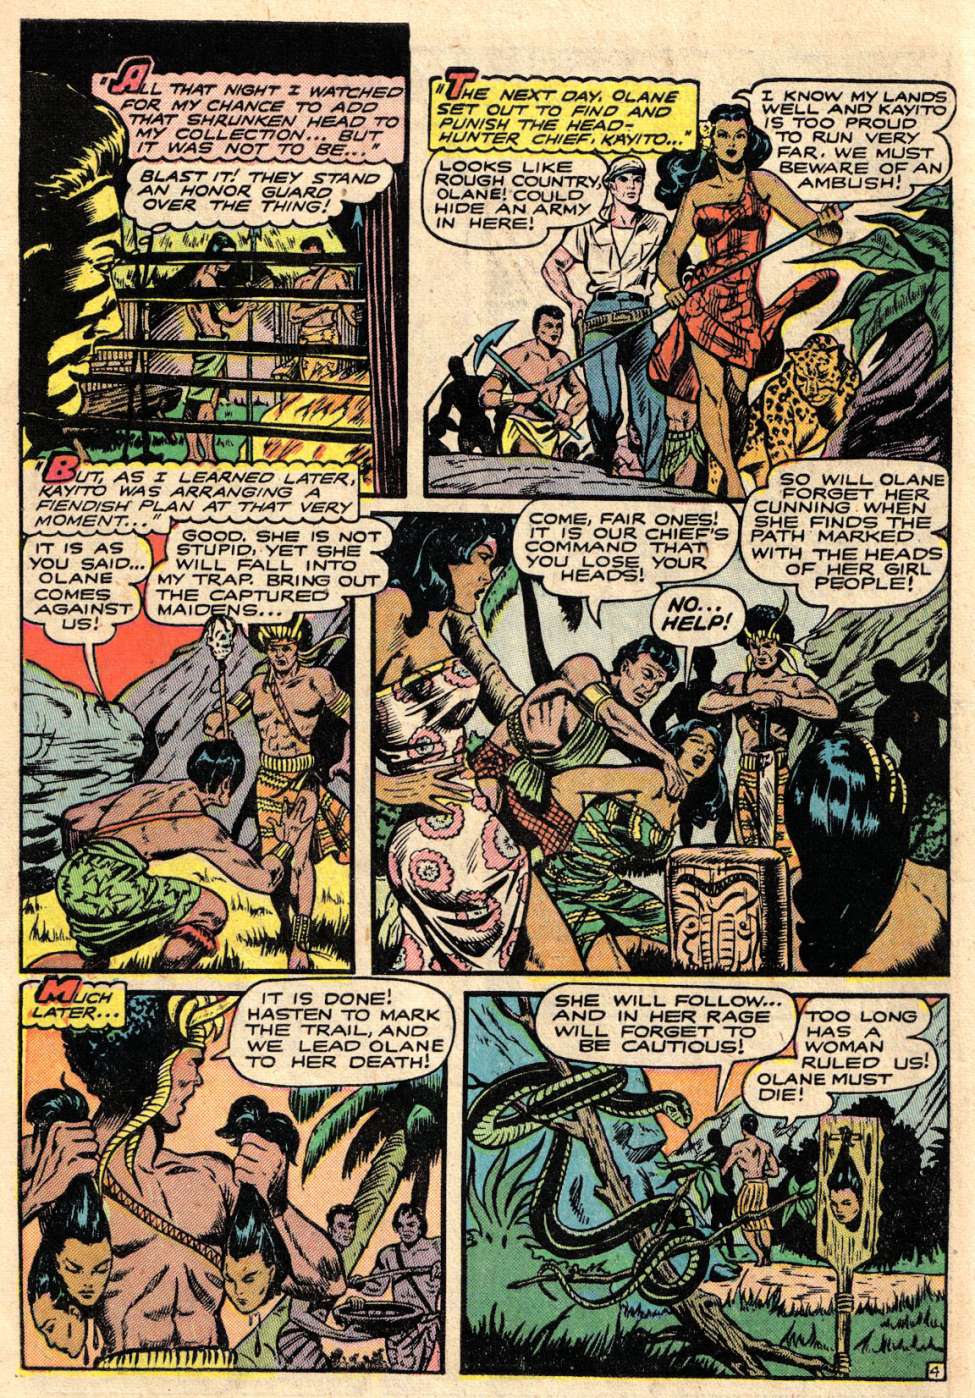 "ALL THAT NIGHT I WATCHED
FOR MY CHANCE TO ADD
THAT SHRUNKEN HEAD TO
MY COLLECTION... BUT
IT WAS NOT TO BE..."
BLAST IT! THEY STAND
AN HONOR GUARD
OVER THE THING!
"THE NEXT DAY, OLANE
SET OUT TO FIND AND
PUNISH THE HEAD-
HUNTER CHIEF, KAYITO..."
LOOKS LIKE
ROUGH COUNTRY,
OLANE! COULD
HIDE AN ARMY
IN HERE!
I KNOW MY LANDS
WELL AND KAYITO
IS TOO PROUD
TO RUN VERY
FAR. WE MUST
BEWARE OF AN
AMBUSH!
"BUT, AS I LEARNED LATER,
KAYITO WAS ARRANGING A
FIENDISH PLAN AT THAT VERY
MOMENT..."
IT IS AS
YOU SAID...
OLANE
COMES
AGAINST
US!
GOOD. SHE IS NOT
STUPID, YET SHE
WILL FALL INTO
MY TRAP. BRING OUT
THE CAPTURED
MAIDENS...
COME, FAIR ONES!
IT IS OUR CHIEF'S
COMMAND THAT
YOU LOSE YOUR
HEADS!
NO...
HELP!
SO WILL OLANE
FORGET HER
CUNNING WHEN
SHE FINDS THE
PATH MARKED
WITH THE HEADS
OF HER GIRL
PEOPLE!
MUCH
LATER...
IT IS DONE!
HASTEN TO MARK
THE TRAIL, AND
WE LEAD OLANE
TO HER DEATH!
SHE WILL FOLLOW...
AND IN HER RAGE
WILL FORGET TO
BE CAUTIOUS!
TOO LONG
HAS A
WOMAN
RULED US!
OLANE MUST
DIE!
4